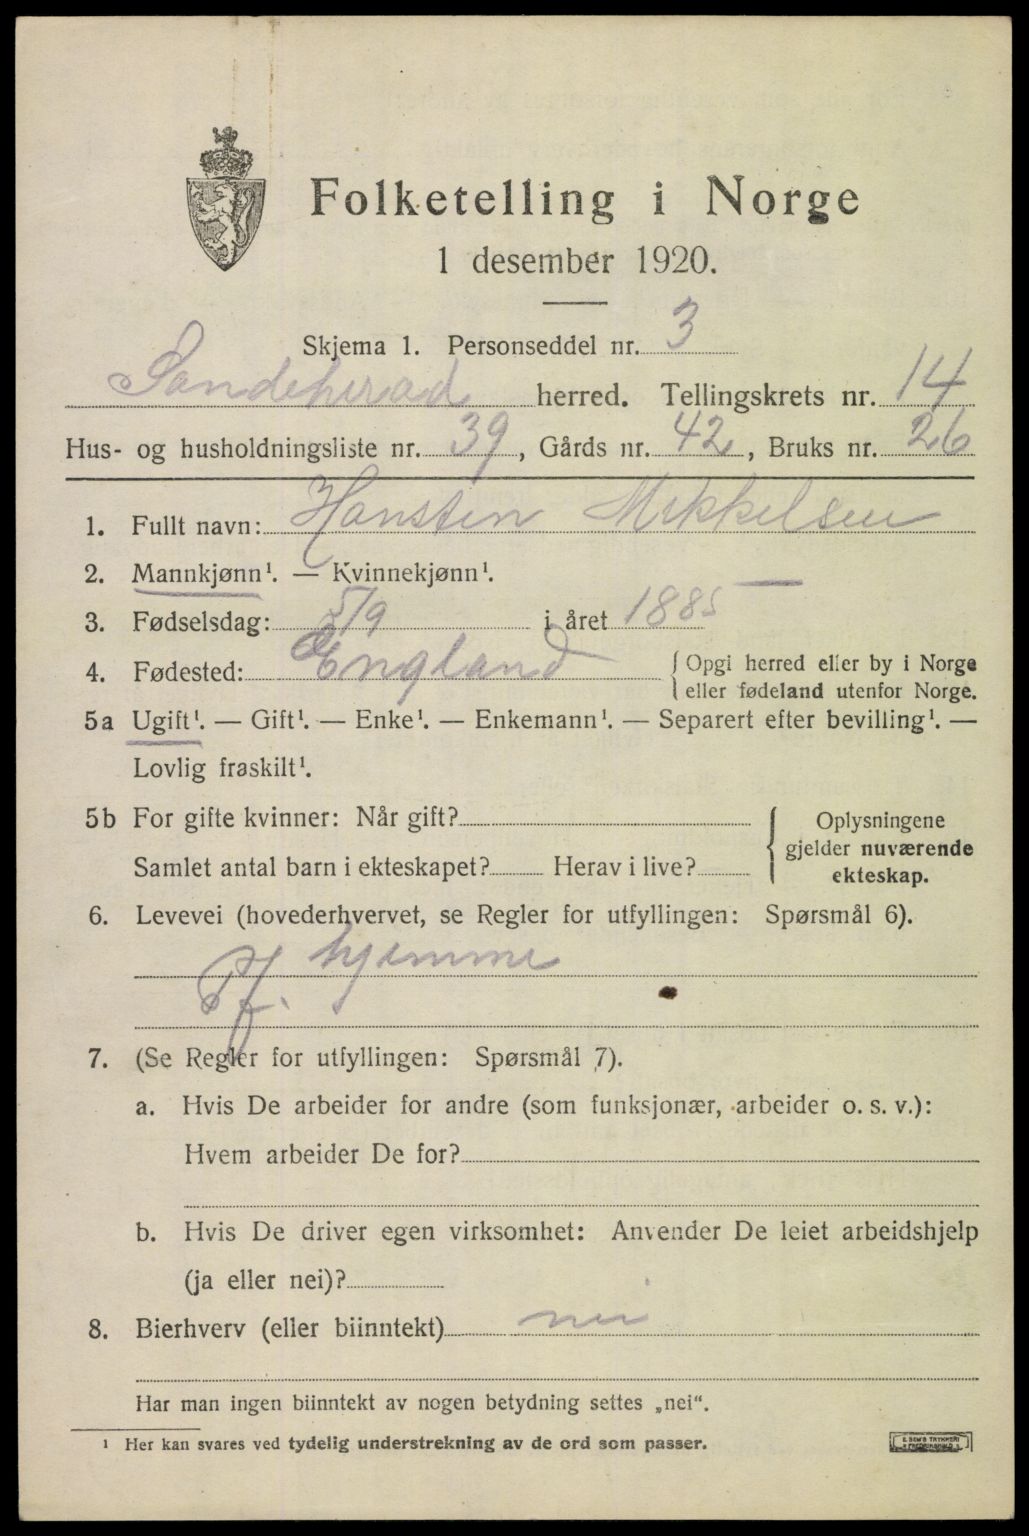 Folketelling i Norge
1 desember 1920.
Skjema 1. Personseddel nr. 3
Sandeherad herred. Tellingskrets nr. 14
Hus- og husholdningsliste nr. 39, Gårds nr. 42, Bruks nr. 26
1. Fullt navn: Hansten Mikkelsen
2. Mannkjønn¹. — Kvinnekjønn¹.
3. Fødselsdag: 5/9 i året 1885
4. Fødested: England {Opgi herred eller by i Norge
eller fødeland utenfor Norge.
5a Ugift¹. — Gift¹. — Enke¹. — Enkemann¹. — Separert efter bevilling¹. —
Lovlig fraskilt¹.
5b For gifte kvinner: Når gift?
Samlet antal barn i ekteskapet? Herav i live?
{Oplysningene
gjelder nuværende
ekteskap.
6. Levevei (hovederhvervet, se Regler for utfyllingen: Spørsmål 6).
hjemme
7. (Se Regler for utfyllingen: Spørsmål 7).
a. Hvis De arbeider for andre (som funksjonær, arbeider o. s. v.):
Hvem arbeider De for?
b. Hvis De driver egen virksomhet: Anvender De leiet arbeidshjelp
(ja eller nei)?
8. Bierhverv (eller biinntekt) nei
Har man ingen biinntekt av nogen betydning settes „nei“.
¹ Her kan svares ved tydelig understrekning av de ord som passer.